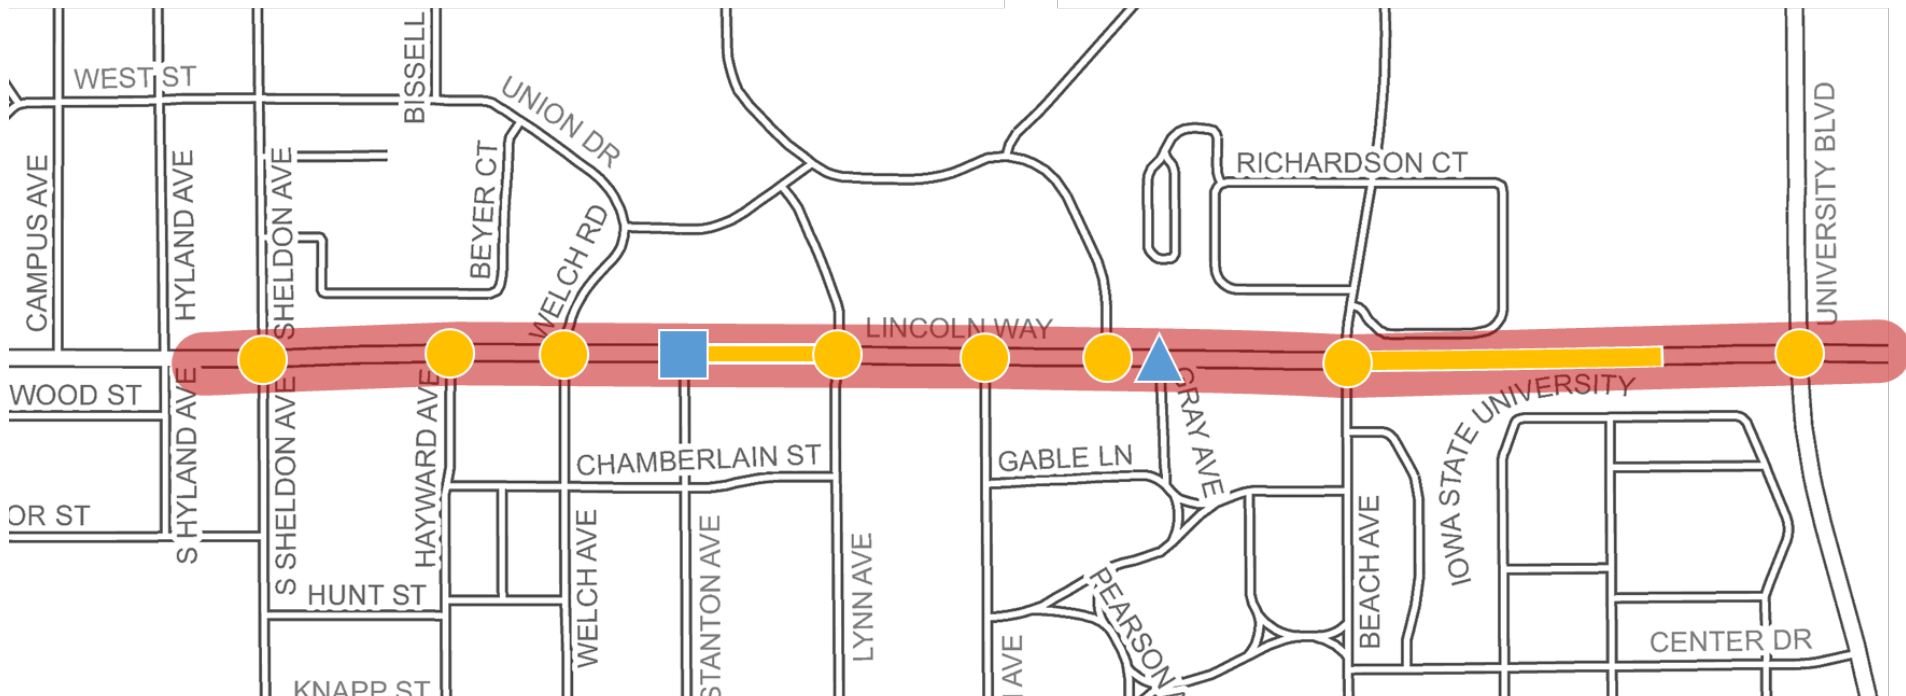 BISSELL
WEST ST
UNION DR
UNIVERSITY BLVD
CAMPUS AVE
HYLAND AVE
SHELDON AVE
BEYER CT
RICHARDSON CT
WELCH RD
LINCOLN WAY
WOOD ST
S HYLAND AVE
S SHELDON AVE
HAYWARD AVE
GRAY AVE
IOWA STATE UNIVERSITY
CHAMBERLAIN ST
GABLE LN
OR ST
WELCH AVE
STANTON AVE
LYNN AVE
BEACH AVE
HUNT ST
PEARSON
AVE
CENTER DR
KNAPP ST